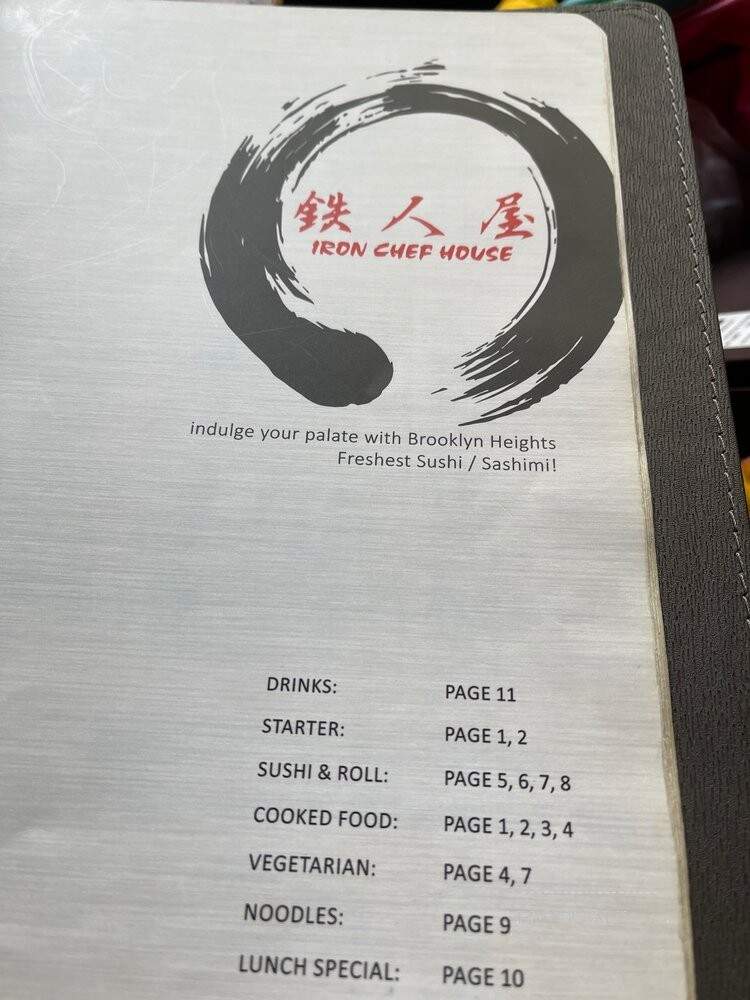 鉄人屋
IRON CHEF HOUSE
indulge your palate with Brooklyn Heights
Freshest Sushi / Sashimi!
DRINKS: PAGE 11
STARTER: PAGE 1, 2
SUSHI & ROLL: PAGE 5, 6, 7, 8
COOKED FOOD: PAGE 1, 2, 3, 4
VEGETARIAN: PAGE 4, 7
NOODLES: PAGE 9
LUNCH SPECIAL: PAGE 10